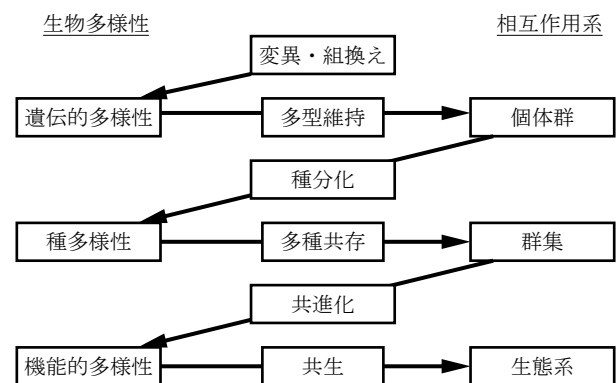 生物多様性
相互作用系
変異・組換え
遺伝的多様性
多型維持
個体群
種分化
種多様性
多種共存
群集
共進化
機能的多様性
共生
生態系